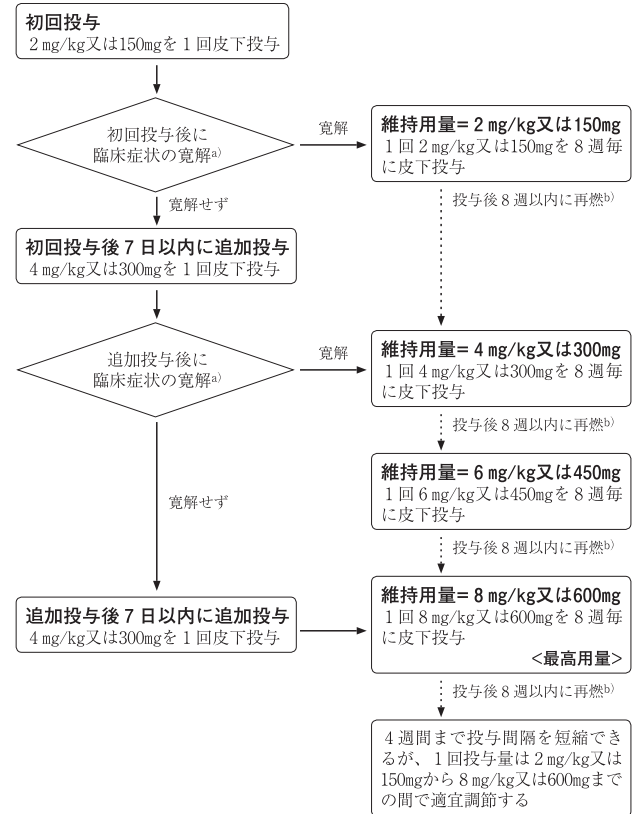 初回投与
2mg/kg又は150mgを1回皮下投与
初回投与後に
臨床症状の寛解a)
寛解
維持用量=2mg/kg又は150mg
1回2mg/kg又は150mgを8週毎
に皮下投与
寛解せず
投与後8週以内に再燃b)
初回投与後7日以内に追加投与
4mg/kg又は300mgを1回皮下投与
追加投与後に
臨床症状の寛解a)
寛解
維持用量=4mg/kg又は300mg
1回4mg/kg又は300mgを8週毎
に皮下投与
投与後8週以内に再燃b)
維持用量=6mg/kg又は450mg
1回6mg/kg又は450mgを8週毎
に皮下投与
寛解せず
投与後8週以内に再燃b)
追加投与後7日以内に追加投与
4mg/kg又は300mgを1回皮下投与
維持用量=8mg/kg又は600mg
1回8mg/kg又は600mgを8週毎
に皮下投与
<最高用量>
投与後8週以内に再燃b)
4週間まで投与間隔を短縮でき
るが、1回投与量は2mg/kg又は
150mgから8mg/kg又は600mgまで
の間で適宜調節する